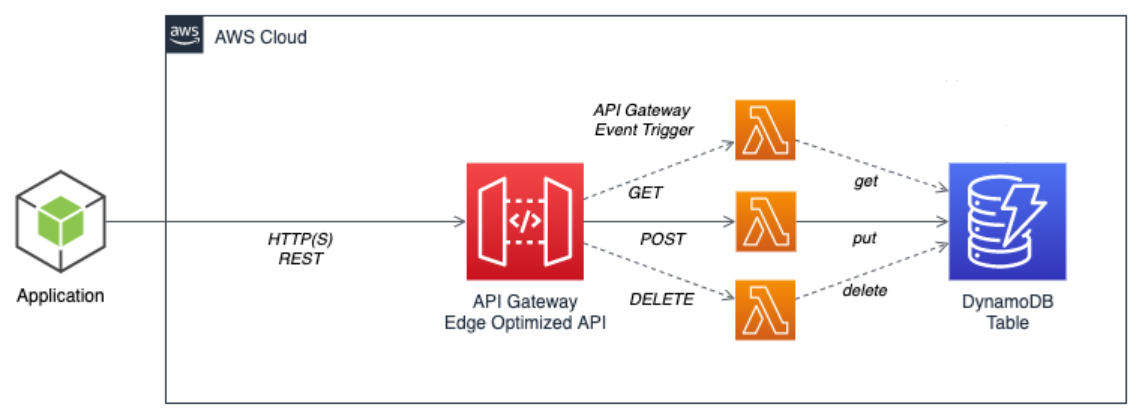 aws
AWS Cloud
API Gateway
Event Trigger
GET
get
HTTP(S)
REST
</>
POST
put
Application
DELETE
delete
API Gateway
Edge Optimized API
DynamoDB
Table